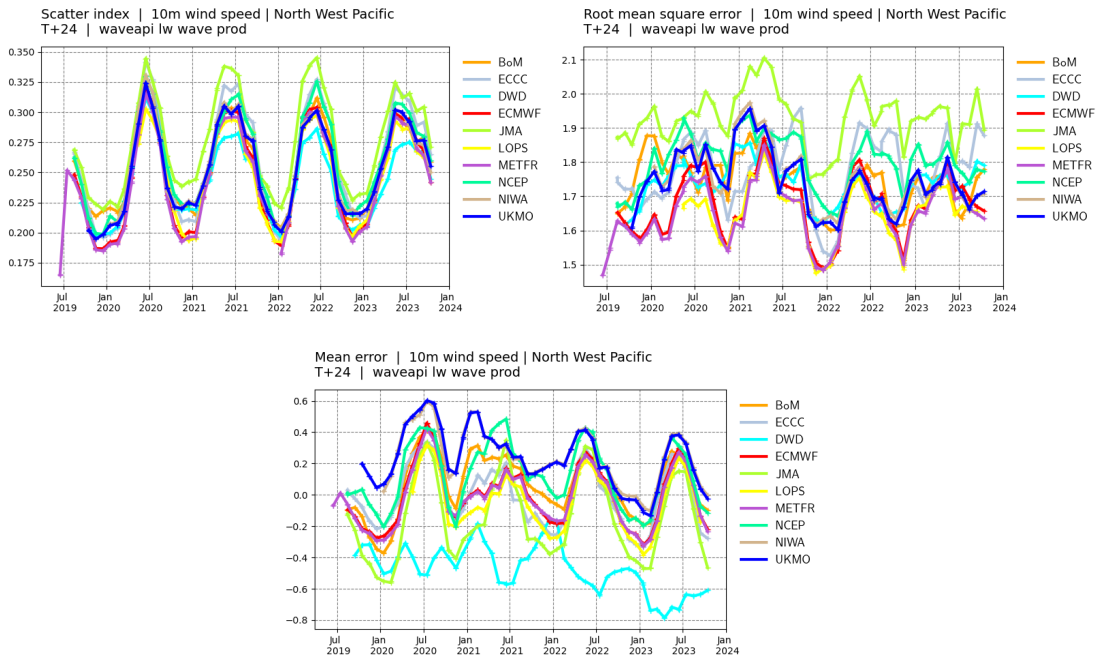 Scatter index | 10m wind speed | North West Pacific
T+24 | waveapi lw wave prod
0.350
0.325
0.300
0.275
0.250
0.225
0.200
0.175
Jul Jan Jul Jan Jul Jan Jul Jan Jul Jan
2019 2020 2020 2021 2021 2022 2022 2023 2023 2024
BoM
ECCC
DWD
ECMWF
JMA
LOPS
METFR
NCEP
NIWA
UKMO
Root mean square error | 10m wind speed | North West Pacific
T+24 | waveapi lw wave prod
2.1
2.0
1.9
1.8
1.7
1.6
1.5
Jul Jan Jul Jan Jul Jan Jul Jan Jul Jan
2019 2020 2020 2021 2021 2022 2022 2023 2023 2024
BoM
ECCC
DWD
ECMWF
JMA
LOPS
METFR
NCEP
NIWA
UKMO
Mean error | 10m wind speed | North West Pacific
T+24 | waveapi lw wave prod
0.6
0.4
0.2
0.0
−0.2
−0.4
−0.6
−0.8
Jul Jan Jul Jan Jul Jan Jul Jan Jul Jan
2019 2020 2020 2021 2021 2022 2022 2023 2023 2024
BoM
ECCC
DWD
ECMWF
JMA
LOPS
METFR
NCEP
NIWA
UKMO